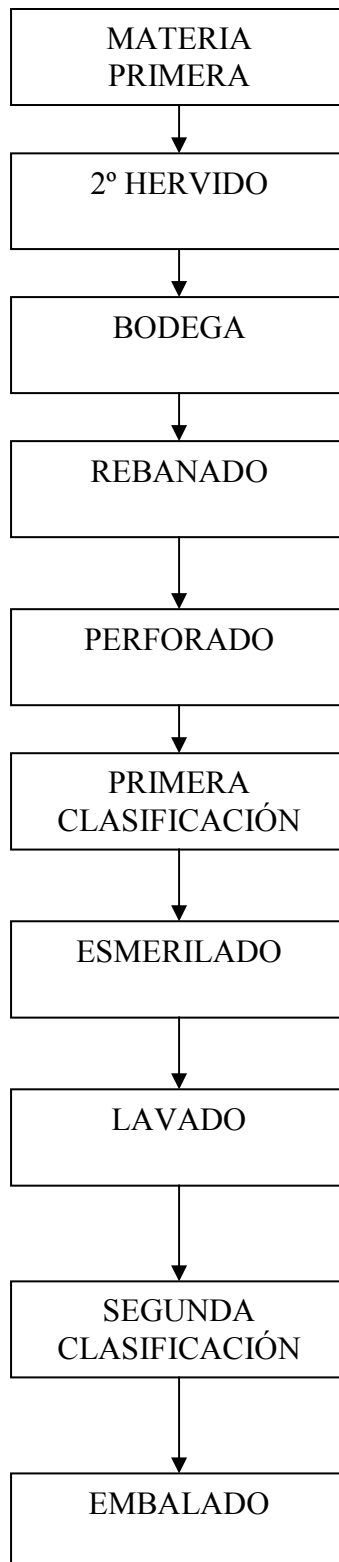 MATERIA
PRIMERA
2º HERVIDO
BODEGA
REBANADO
PERFORADO
PRIMERA
CLASIFICACIÓN
ESMERILADO
LAVADO
SEGUNDA
CLASIFICACIÓN
EMBALADO